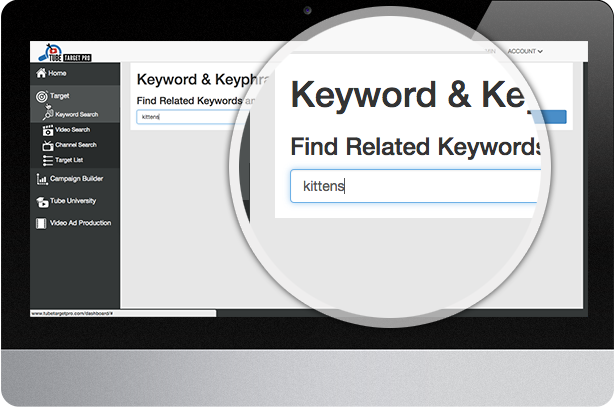 TUBE TARGET PRO
ACCOUNT
Home
Target
Keyword Search
Video Search
Channel Search
Target List
Campaign Builder
Tube University
Video Ad Production
Keyword & Keyphra
Find Related Keywords an
kittens
Keyword & Ke
Find Related Keywords
kittens
www.tubetargetpro.com/dashboard/#